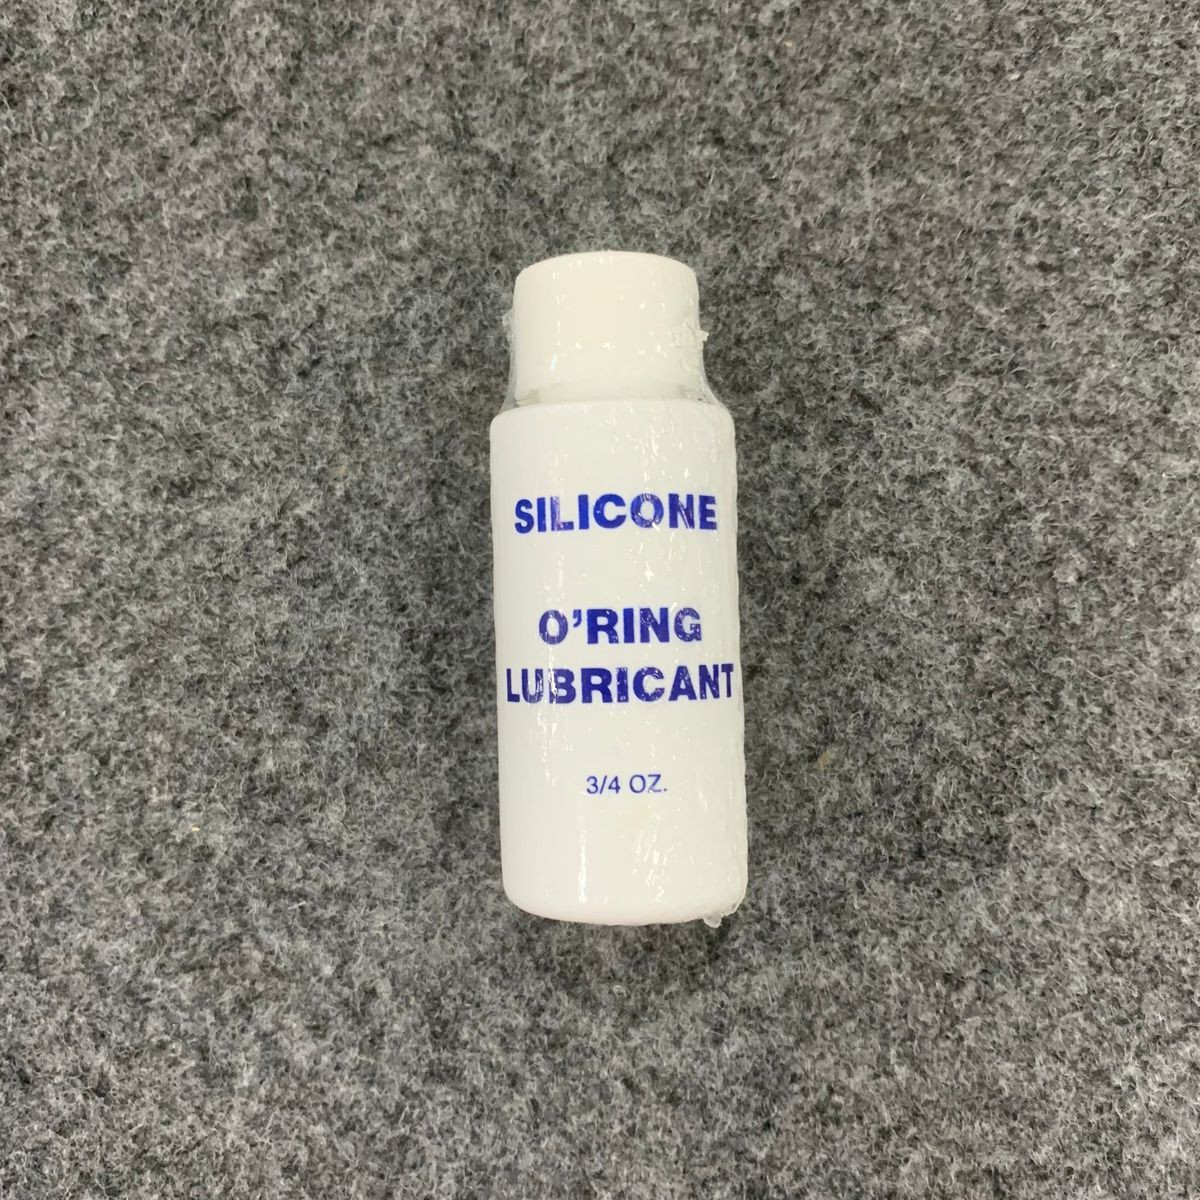 SILICONE
O'RING
LUBRICANT
3/4 OZ.